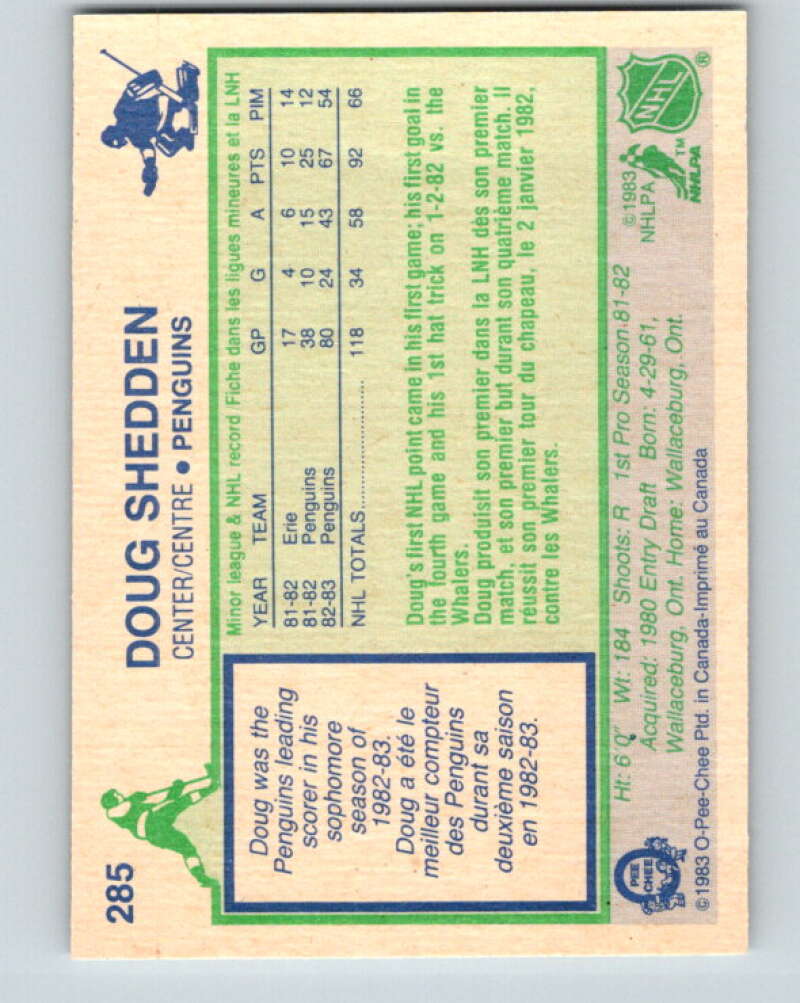 285
DOUG SHEDDEN
CENTER/CENTRE • PENGUINS
Doug was the
Penguins leading
scorer in his
sophomore
season of
1982-83.
Doug a été le
meilleur compteur
des Penguins
durant sa
deuxième saison
en 1982-83.
Minor league & NHL record/Fiche dans les ligues mineures et la LNH
YEAR TEAM GP G A PTS PIM
81-82 Erie 17 4 6 10 14
81-82 Penguins 38 10 15 25 12
82-83 Penguins 80 24 43 67 54
NHL TOTALS.................... 118 34 58 92 66
Doug's first NHL point came in his first game; his first goal in
the fourth game and his 1st hat trick on 1-2-82 vs. the
Whalers.
Doug produisit son premier dans la LNH dès son premier
match, et son premier but durant son quatrième match. Il
réussit son premier tour du chapeau, le 2 janvier 1982,
contre les Whalers.
Ht: 6'0" Wt: 184 Shoots: R 1st Pro Season:81-82
Acquired: 1980 Entry Draft Born: 4-29-61,
Wallaceburg, Ont. Home: Wallaceburg, Ont.
©1983 O-Pee-Chee Ptd. in Canada-Imprimé au Canada
O
PEE
CHEE
©1983
NHLPA
NHL
®
TM
NHLPA